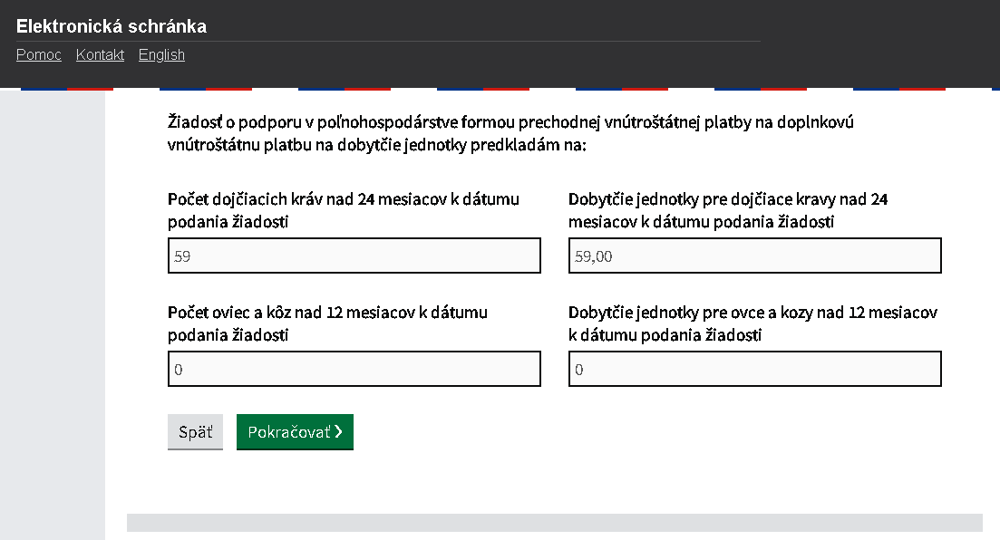 Elektronická schránka
Pomoc Kontakt English
Žiadosť o podporu v poľnohospodárstve formou prechodnej vnútroštátnej platby na doplnkovú
vnútroštátnu platbu na dobytčie jednotky predkladám na:
Počet dojčiacich kráv nad 24 mesiacov k dátumu
podania žiadosti
59
Dobytčie jednotky pre dojčiace kravy nad 24
mesiacov k dátumu podania žiadosti
59,00
Počet oviec a kôz nad 12 mesiacov k dátumu
podania žiadosti
0
Dobytčie jednotky pre ovce a kozy nad 12 mesiacov
k dátumu podania žiadosti
0
Späť Pokračovať